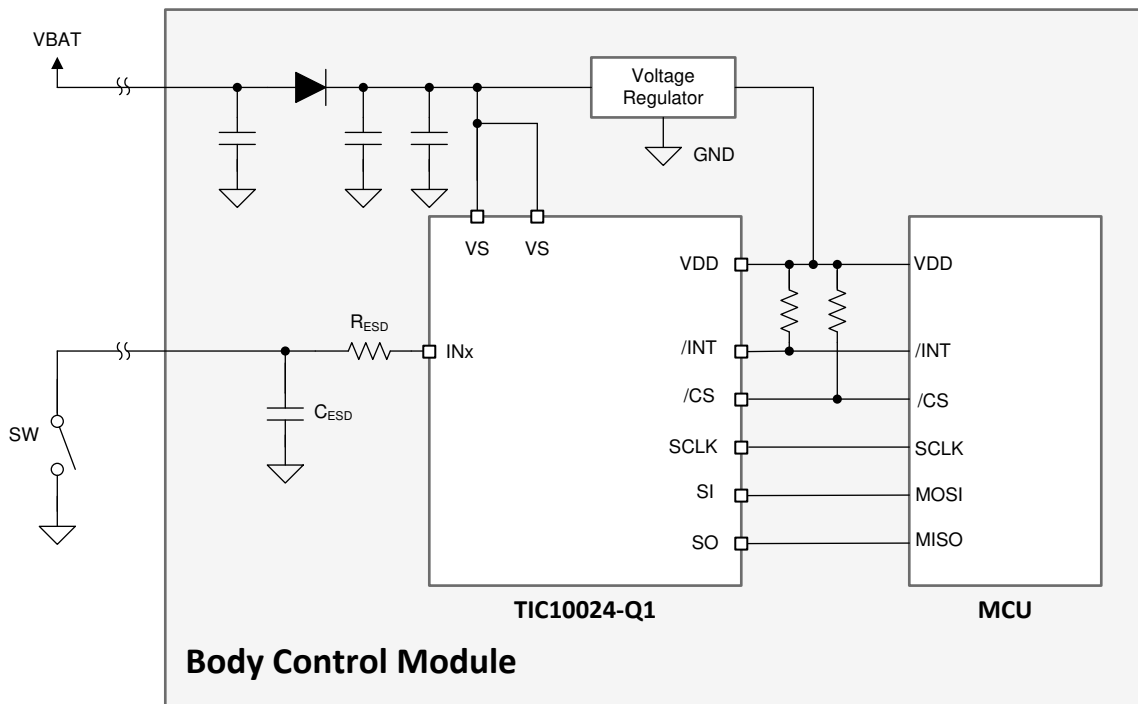 VBAT
Voltage
Regulator
GND
VS
VS
VDD
VDD
RESD
INx
/INT
/INT
/CS
/CS
CESD
SW
SCLK
SCLK
SI
MOSI
SO
MISO
TIC10024-Q1
MCU
Body Control Module